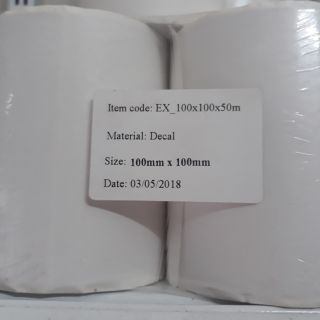 Item code: EX_100x100x50m
Material: Decal
Size: 100mm x 100mm
Date: 03/05/2018